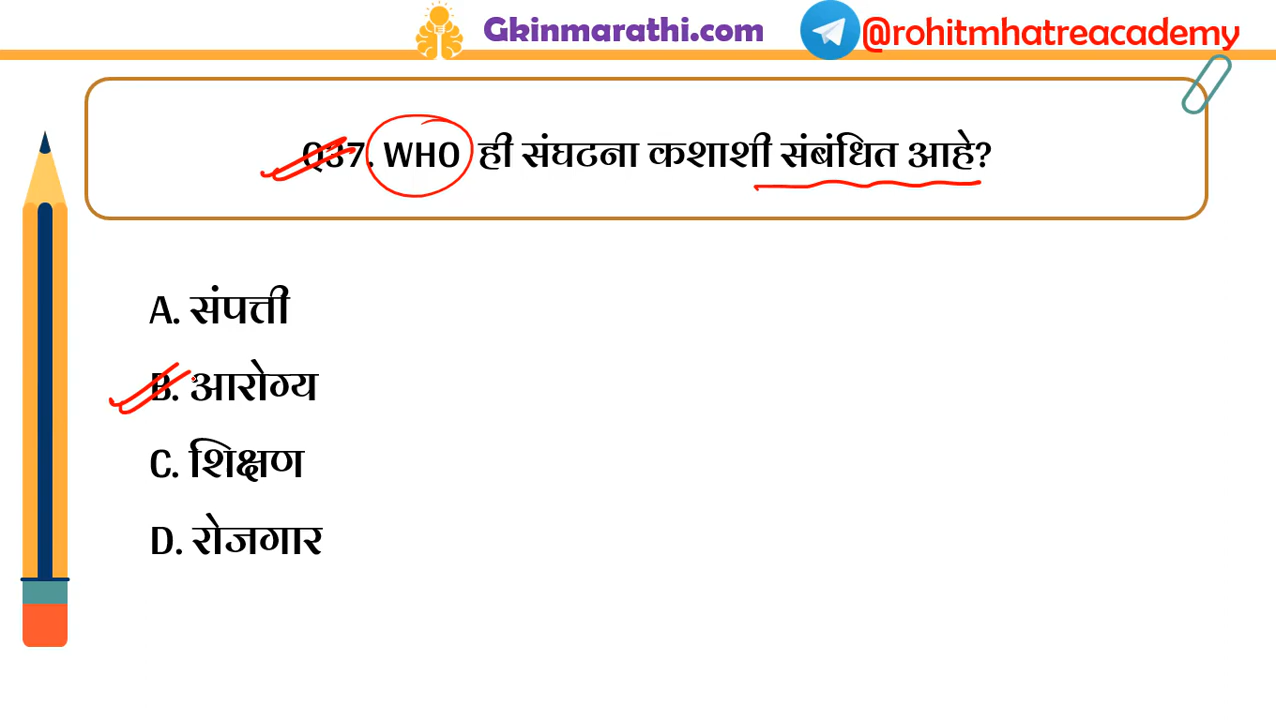 Gkinmarathi.com @rohitmhatreacademy
Q37. WHO ही संघटना कशाशी संबंधित आहे?
A. संपत्ती
B. आरोग्य
C. शिक्षण
D. रोजगार